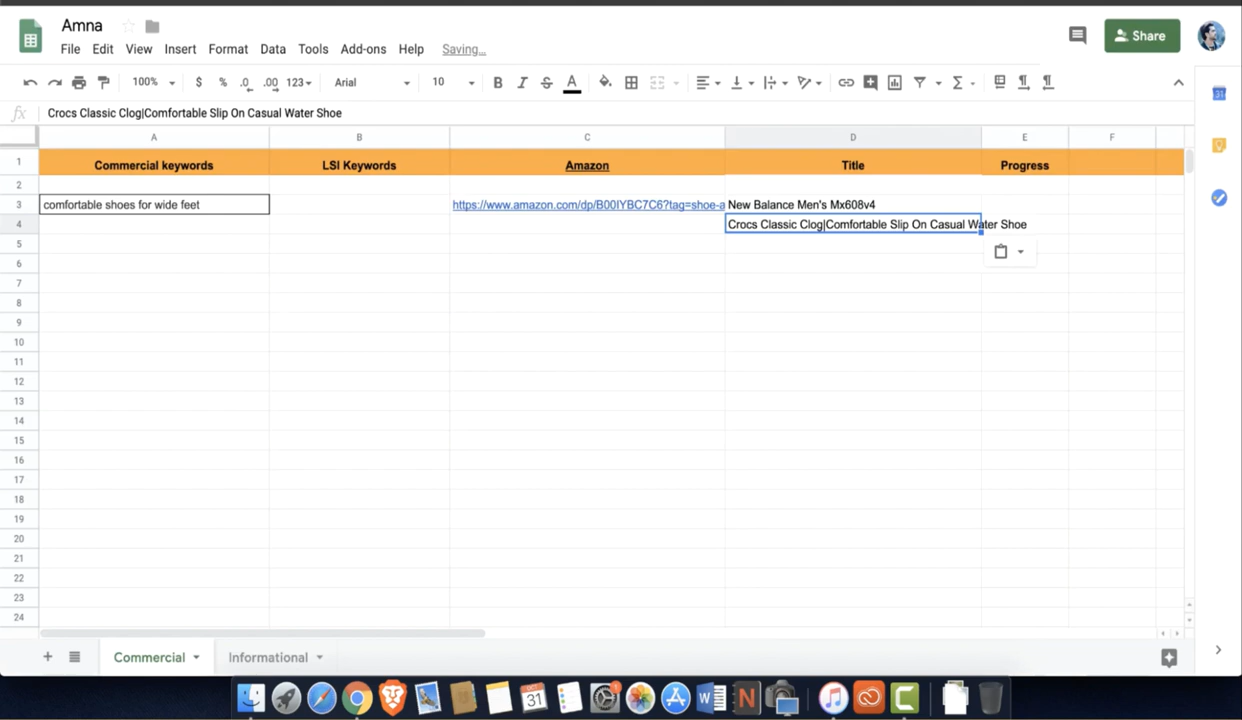 Amna
File Edit View Insert Format Data Tools Add-ons Help Saving...
Share
100% $ % .0 .00 123 Arial 10 B I S A
fx Crocs Classic Clog|Comfortable Slip On Casual Water Shoe
A B C D E F
1 Commercial keywords LSI Keywords Amazon Title Progress
2
3 comfortable shoes for wide feet https://www.amazon.com/dp/B00IYBC7C6?tag=shoe-a New Balance Men's Mx608v4
4 Crocs Classic Clog|Comfortable Slip On Casual Water Shoe
5
6
7
8
9
10
11
12
13
14
15
16
17
18
19
20
21
22
23
24
Commercial Informational
31
31
W N